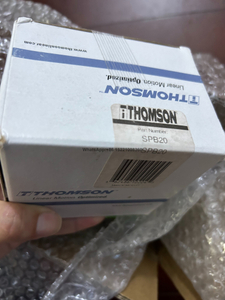 www.thomsonlinear.com
Linear Motion. Optimized.
THOMSON
THOMSON
Part Number
SPB20
THOMSON
Linear Motion. Optimized.